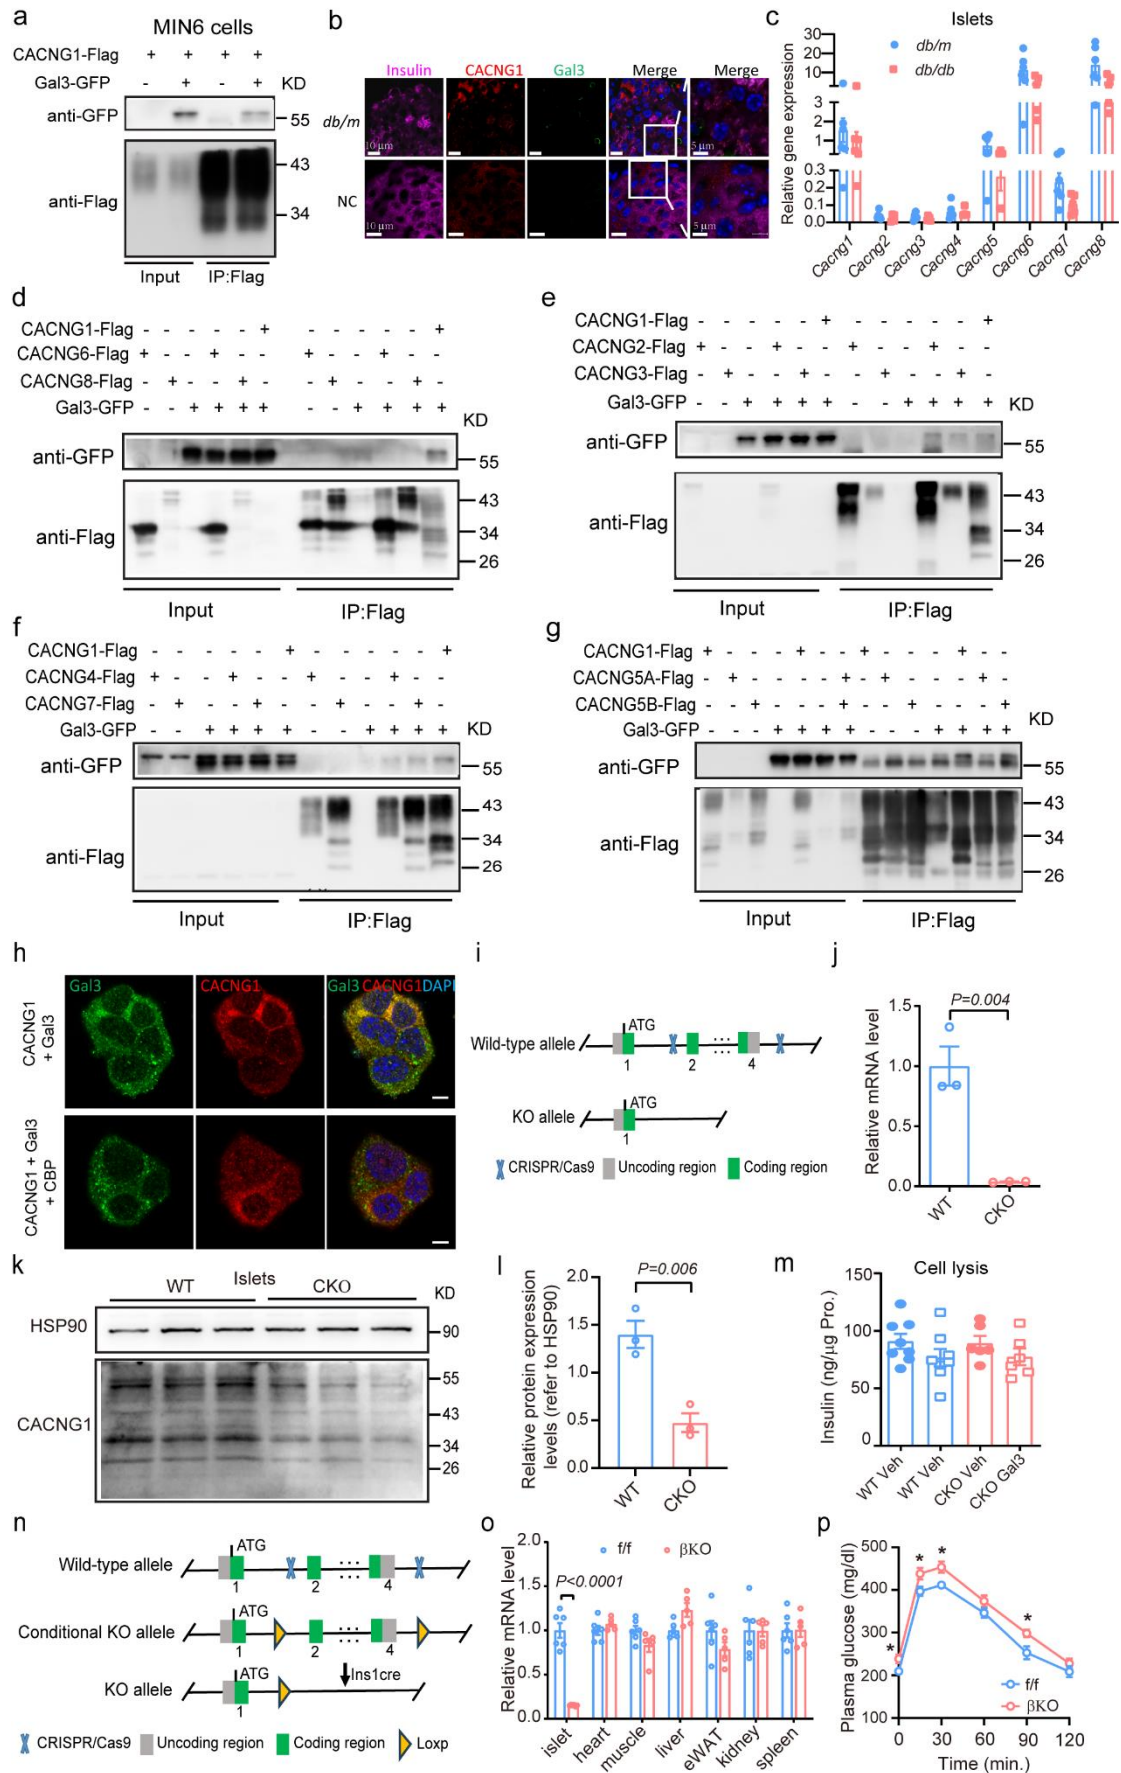 a
MIN6 cells
CACNG1-Flag + + + +
Gal3-GFP - + - + KD
anti-GFP
55
anti-Flag
43
34
Input IP:Flag
b
Insulin CACNG1 Gal3 Merge Merge
db/m
10 μm 5 μm
NC
10 μm 5 μm
c
Islets
db/m
db/db
Relative gene expression
30
20
10
3
2
1
0.3
0.2
0.1
0.0
Cacng1 Cacng2 Cacng3 Cacng4 Cacng5 Cacng6 Cacng7 Cacng8
d
CACNG1-Flag - - - - - + - - - - - +
CACNG6-Flag + - - + - - + - - + - -
CACNG8-Flag - + - - + - - + - - + -
Gal3-GFP - - + + + + - - + + + +
KD
anti-GFP
55
anti-Flag
43
34
26
Input IP:Flag
e
CACNG1-Flag - - - - - + - - - - - +
CACNG2-Flag + - - + - - + - - + - -
CACNG3-Flag - + - - + - - + - - + -
Gal3-GFP - - + + + + - - + + + + KD
anti-GFP
55
anti-Flag
43
34
26
Input IP:Flag
f
CACNG1-Flag - - - - - + - - - - - +
CACNG4-Flag + - - + - - + - - + - -
CACNG7-Flag - + - - + - - + - - + -
Gal3-GFP - - + + + + - - + + + + KD
anti-GFP
55
anti-Flag
43
34
26
Input IP:Flag
g
CACNG1-Flag + - - - + - - + - - - + - -
CACNG5A-Flag
CACNG5B-Flag
Gal3-GFP - - - + + + + - - - + + + +
KD
anti-GFP
55
anti-Flag
43
34
26
Input IP:Flag
h
Gal3 CACNG1 Gal3 CACNG1 DAPI
CACNG1
+ Gal3
CACNG1 + Gal3
+ CBP
i
ATG
Wild-type allele
1 2 4
ATG
KO allele
1
CRISPR/Cas9 Uncoding region Coding region
j
P=0.004
Relative mRNA level
1.5
1.0
0.5
0.0
WT CKO
k
Islets
WT CKO KD
HSP90
90
CACNG1
55
43
34
26
l
P=0.006
Relative protein expression
levels (refer to HSP90)
2.0
1.5
1.0
0.5
0.0
WT CKO
m
Cell lysis
Insulin (ng/μg Pro.)
150
100
50
0
WT Veh WT Veh CKO Veh CKO Gal3
n
ATG
Wild-type allele
1 2 4
ATG
Conditional KO allele
1 2 4
ATG Ins1cre
KO allele
1
CRISPR/Cas9 Uncoding region Coding region Loxp
o
f/f βKO
P<0.0001
Relative mRNA level
2.0
1.5
1.0
0.5
0.0
islet heart muscle liver eWAT kidney spleen
p
Plasma glucose (mg/dl)
500
400
300
200
100
* * * *
f/f
βKO
0 30 60 90 120
Time (min.)